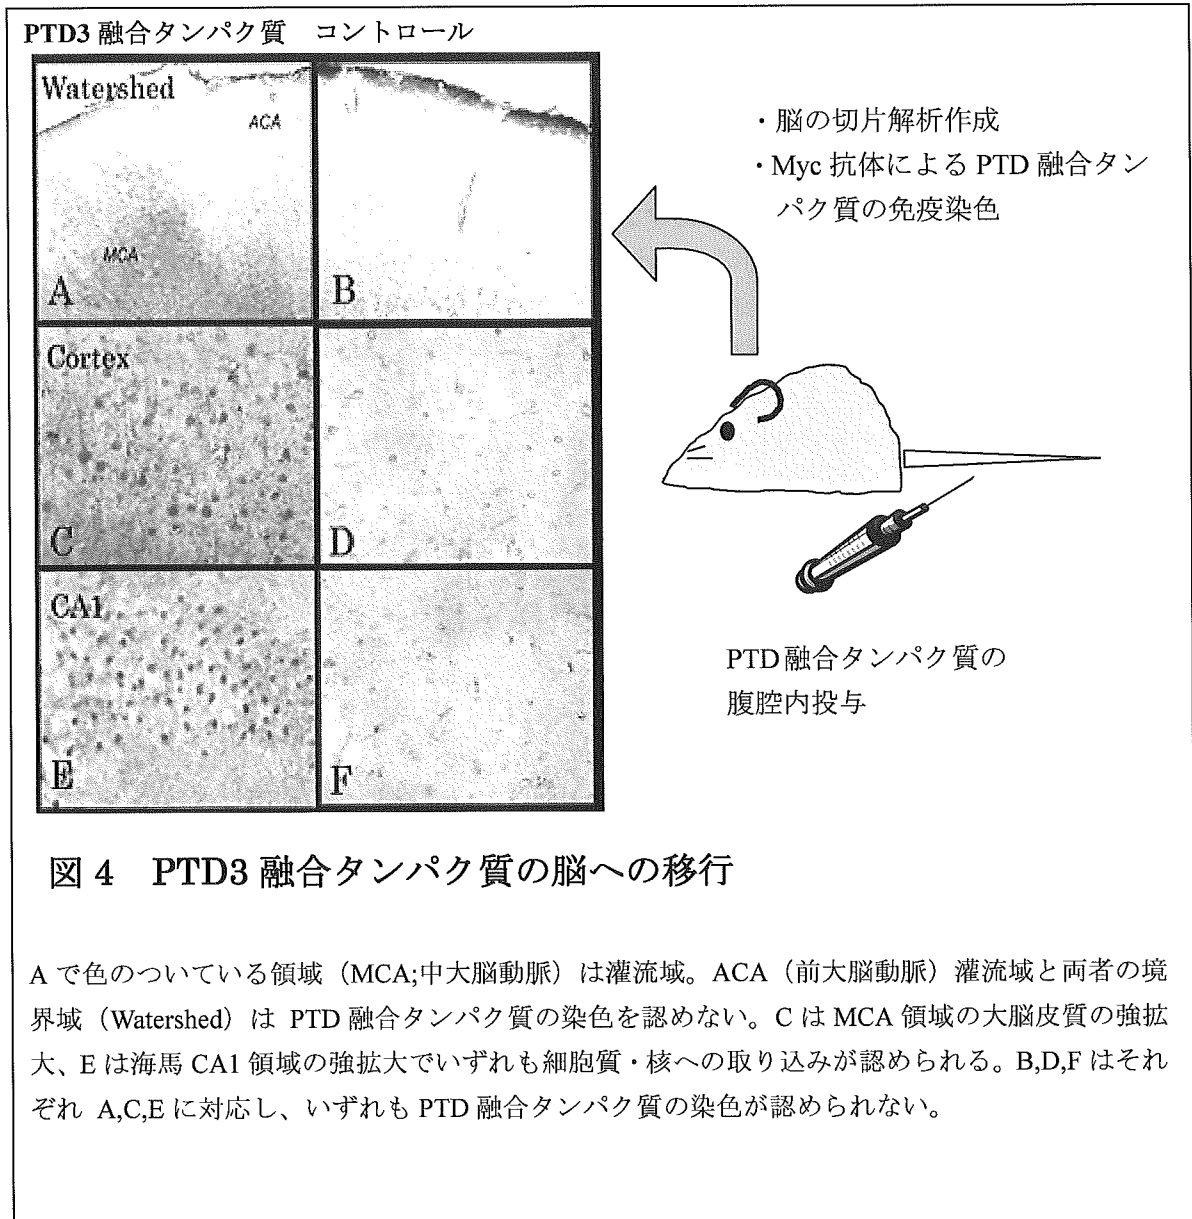 PTD3 融合タンパク質 コントロール
Watershed
ACA
MCA
A
B
Cortex
C
D
CA1
E
F
・脳の切片解析作成
・Myc 抗体による PTD 融合タン
パク質の免疫染色
PTD融合タンパク質の
腹腔内投与
図 4 PTD3 融合タンパク質の脳への移行
A で色のついている領域（MCA;中大脳動脈）は灌流域。ACA（前大脳動脈）灌流域と両者の境
界域（Watershed）は PTD 融合タンパク質の染色を認めない。C は MCA 領域の大脳皮質の強拡
大、E は海馬 CA1 領域の強拡大でいずれも細胞質・核への取り込みが認められる。B,D,F はそれ
ぞれ A,C,E に対応し、いずれも PTD 融合タンパク質の染色が認められない。